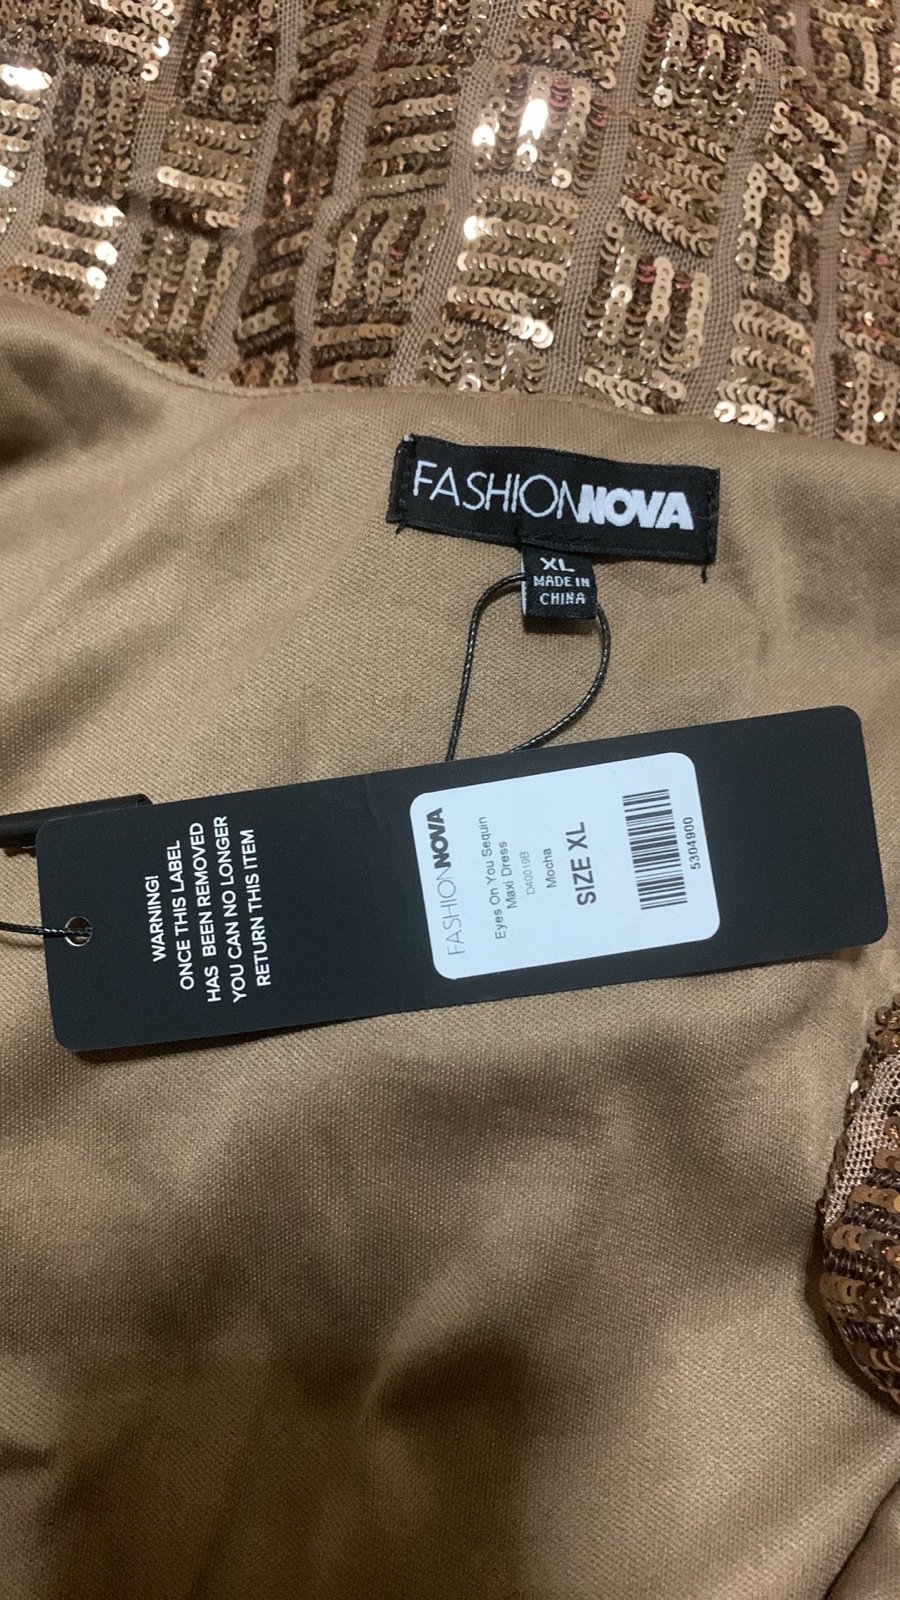 FASHIONNOVA
XL
MADE IN
CHINA
WARNING!
ONCE THIS LABEL
HAS BEEN REMOVED
YOU CAN NO LONGER
RETURN THIS ITEM
FASHIONNOVA
Eyes On You Sequin
Maxi Dress
D40019B
Mocha
SIZE XL
5304900